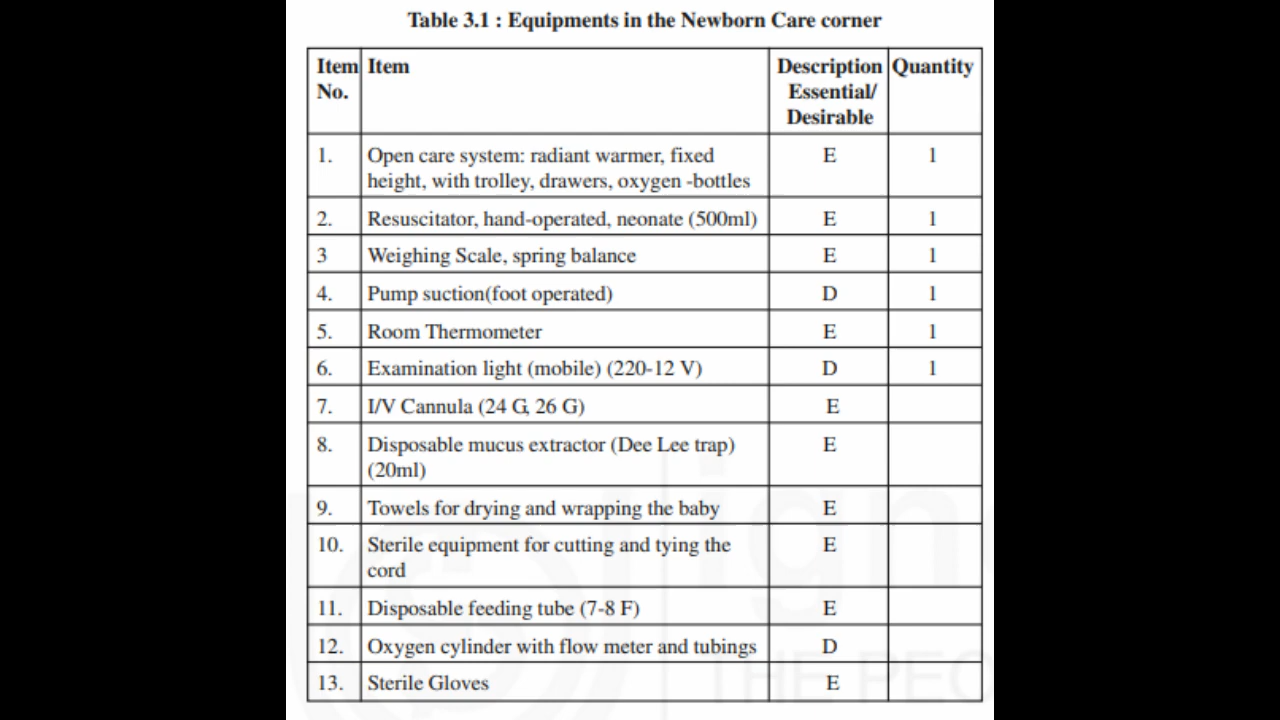 Table 3.1 : Equipments in the Newborn Care corner
Item No. Item Description Essential/ Desirable Quantity
1. Open care system: radiant warmer, fixed E 1
height, with trolley, drawers, oxygen -bottles
2. Resuscitator, hand-operated, neonate (500ml) E 1
3 Weighing Scale, spring balance E 1
4. Pump suction(foot operated) D 1
5. Room Thermometer E 1
6. Examination light (mobile) (220-12 V) D 1
7. I/V Cannula (24 G, 26 G) E
8. Disposable mucus extractor (Dee Lee trap) E
(20ml)
9. Towels for drying and wrapping the baby E
10. Sterile equipment for cutting and tying the E
cord
11. Disposable feeding tube (7-8 F) E
12. Oxygen cylinder with flow meter and tubings D
13. Sterile Gloves E
ign
THE PEO